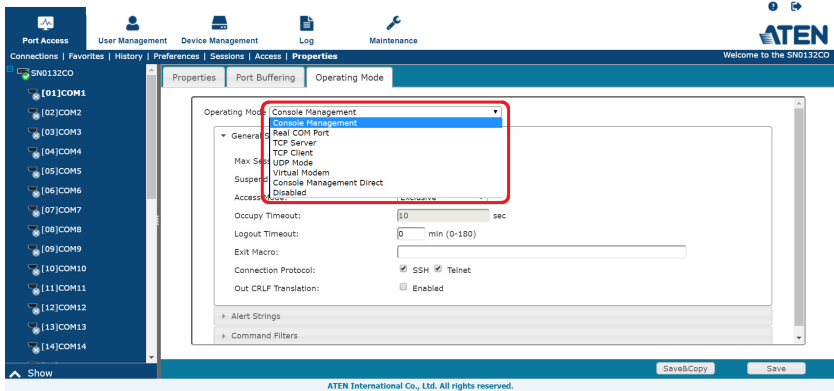 Port Access
User Management
Device Management
Log
Maintenance
ATEN
Connections | Favorites | History | Preferences | Sessions | Access | Properties
Welcome to the SN0132CO
SN0132CO
[01]COM1
[02]COM2
[03]COM3
[04]COM4
[05]COM5
[06]COM6
[07]COM7
[08]COM8
[09]COM9
[10]COM10
[11]COM11
[12]COM12
[13]COM13
[14]COM14
Show
Properties
Port Buffering
Operating Mode
Operating Mode Console Management
Console Management
Real COM Port
TCP Server
TCP Client
UDP Mode
Virtual Modem
Console Management Direct
Disabled
General S
Max Sess
Suspend
Access Mode: Exclusive
Occupy Timeout: 10 sec
Logout Timeout: 0 min (0-180)
Exit Macro:
Connection Protocol: SSH Telnet
Out CRLF Translation: Enabled
Alert Strings
Command Filters
Save&Copy
Save
ATEN International Co., Ltd. All rights reserved.